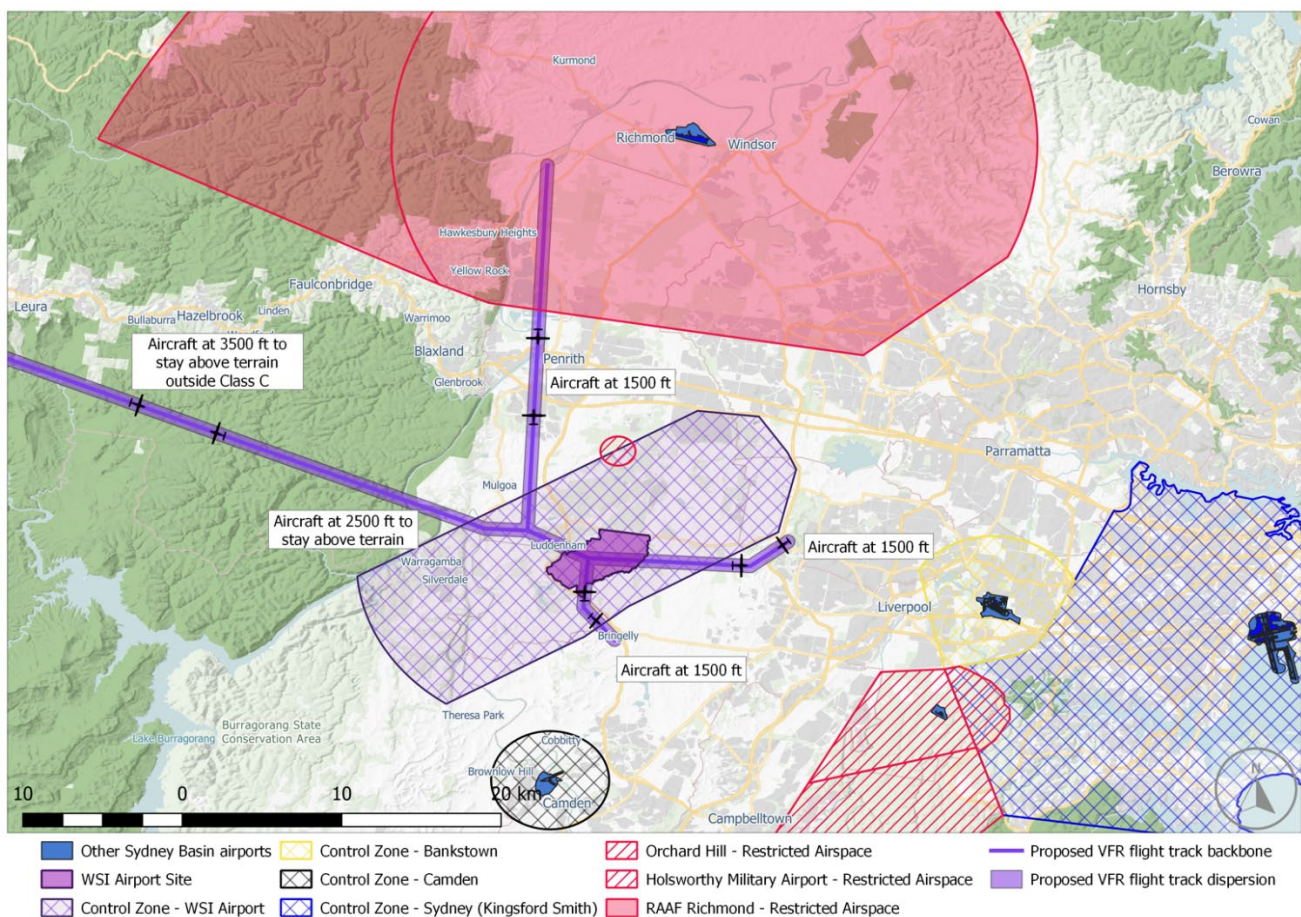 Kurmond
Cowan
Richmond
Windsor
Berowra
Hawkesbury Heights
Yellow Rock
Faulconbridge
Leura
Linden
Hazelbrook
Bullaburra
Warrimoo
Hornsby
Aircraft at 3500 ft to
stay above terrain
outside Class C
Blaxland
Penrith
Glenbrook
Aircraft at 1500 ft
Parramatta
Mulgoa
Aircraft at 2500 ft to
stay above terrain
Luddenham
Aircraft at 1500 ft
Warragamba
Silverdale
Liverpool
Bringelly
Aircraft at 1500 ft
Theresa Park
Burragorang State
Conservation Area
Lake Burragorang
Cobbitty
Brownlow Hill
Camden
Campbelltown
N
10 0 10 20 km
Other Sydney Basin airports
WSI Airport Site
Control Zone - WSI Airport
Control Zone - Bankstown
Control Zone - Camden
Control Zone - Sydney (Kingsford Smith)
Orchard Hill - Restricted Airspace
Holsworthy Military Airport - Restricted Airspace
RAAF Richmond - Restricted Airspace
Proposed VFR flight track backbone
Proposed VFR flight track dispersion